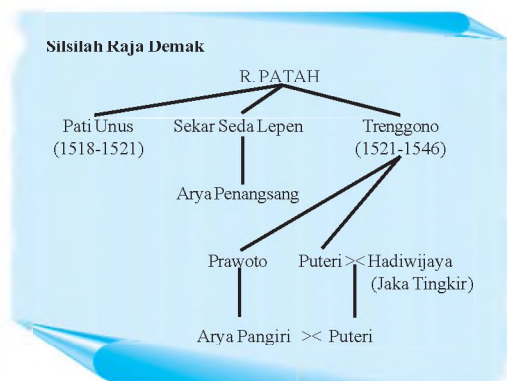 Silsilah Raja Demak
R. PATAH
Pati Unus Sekar Seda Lepen Trenggono
(1518-1521) (1521-1546)
Arya Penangsang
Prawoto Puteri >< Hadiwijaya
(Jaka Tingkir)
Arya Pangiri >< Puteri